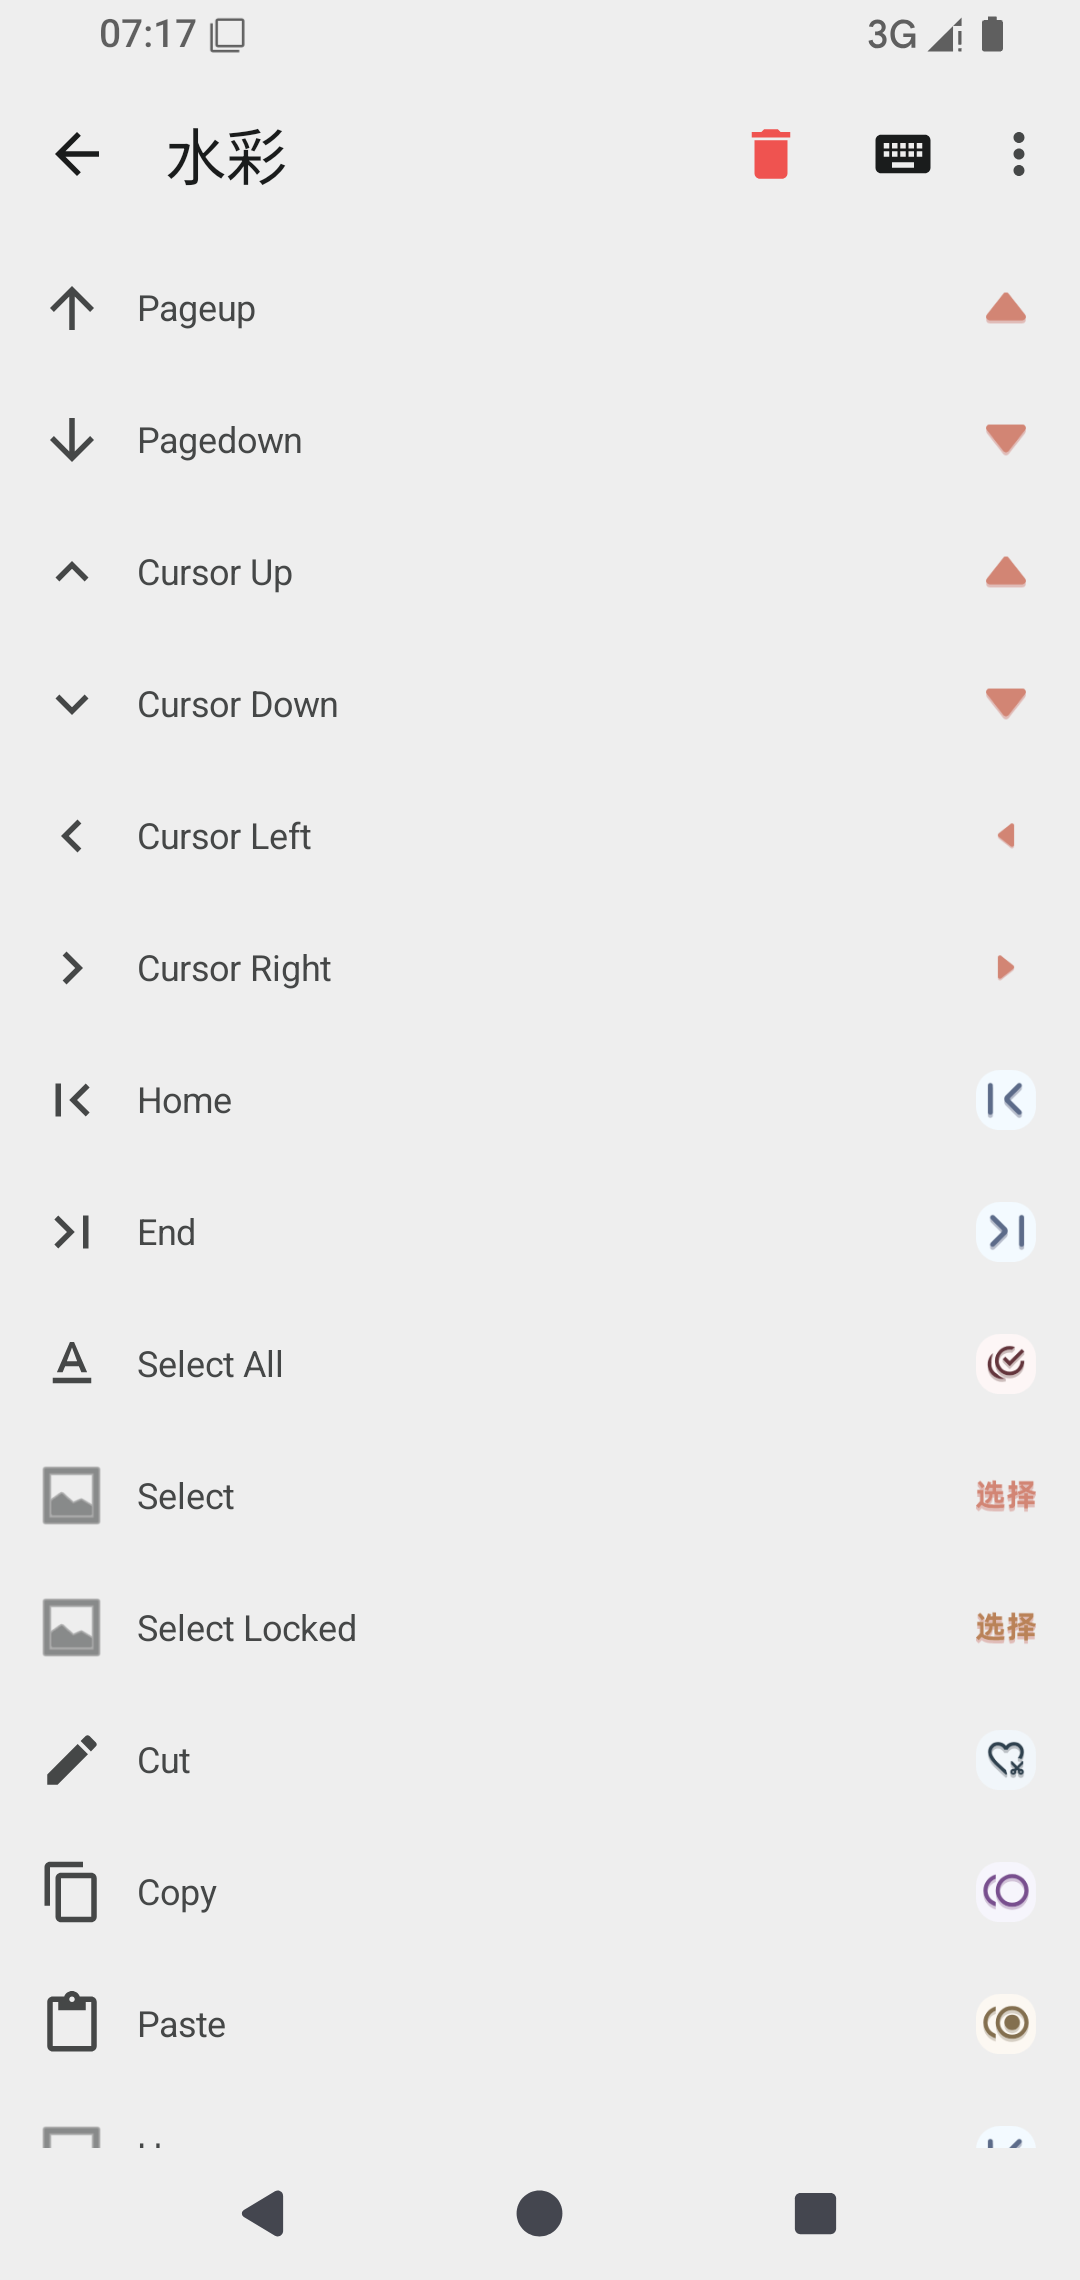 07:17 3G
水彩
Pageup
Pagedown
Cursor Up
Cursor Down
Cursor Left
Cursor Right
Home
End
Select All
Select 选择
Select Locked 选择
Cut
Copy
Paste